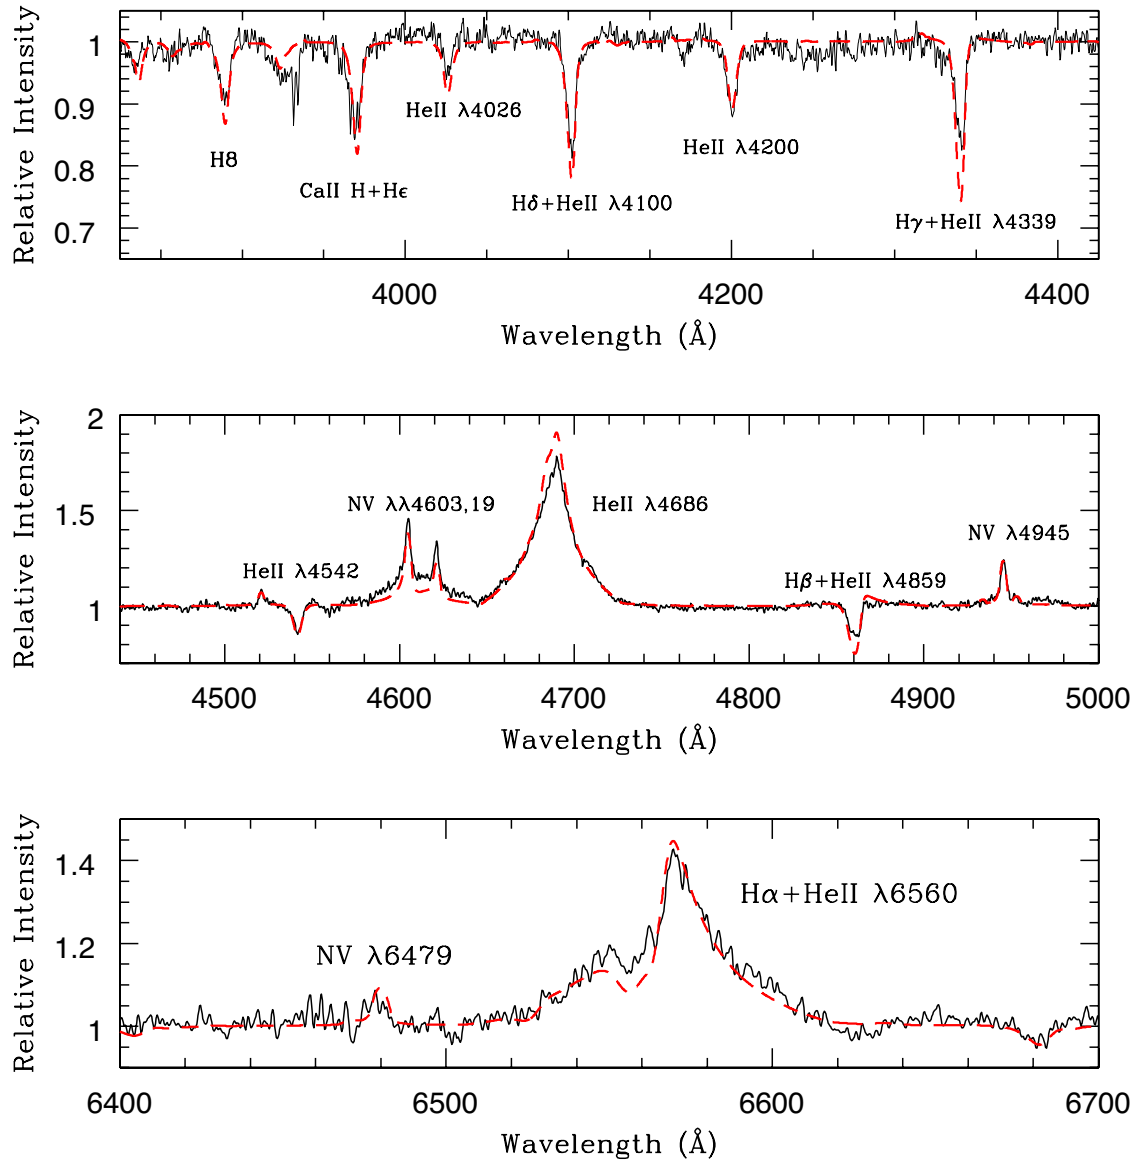 Relative Intensity
1
0.9
0.8
0.7
H8
CaII H+Hϵ
HeII λ4026
Hδ+HeII λ4100
HeII λ4200
Hγ+HeII λ4339
4000
4200
4400
Wavelength (Å)
Relative Intensity
2
1.5
1
HeII λ4542
NV λλ4603,19
HeII λ4686
Hβ+HeII λ4859
NV λ4945
4500
4600
4700
4800
4900
5000
Wavelength (Å)
Relative Intensity
1.4
1.2
1
NV λ6479
Hα+HeII λ6560
6400
6500
6600
6700
Wavelength (Å)